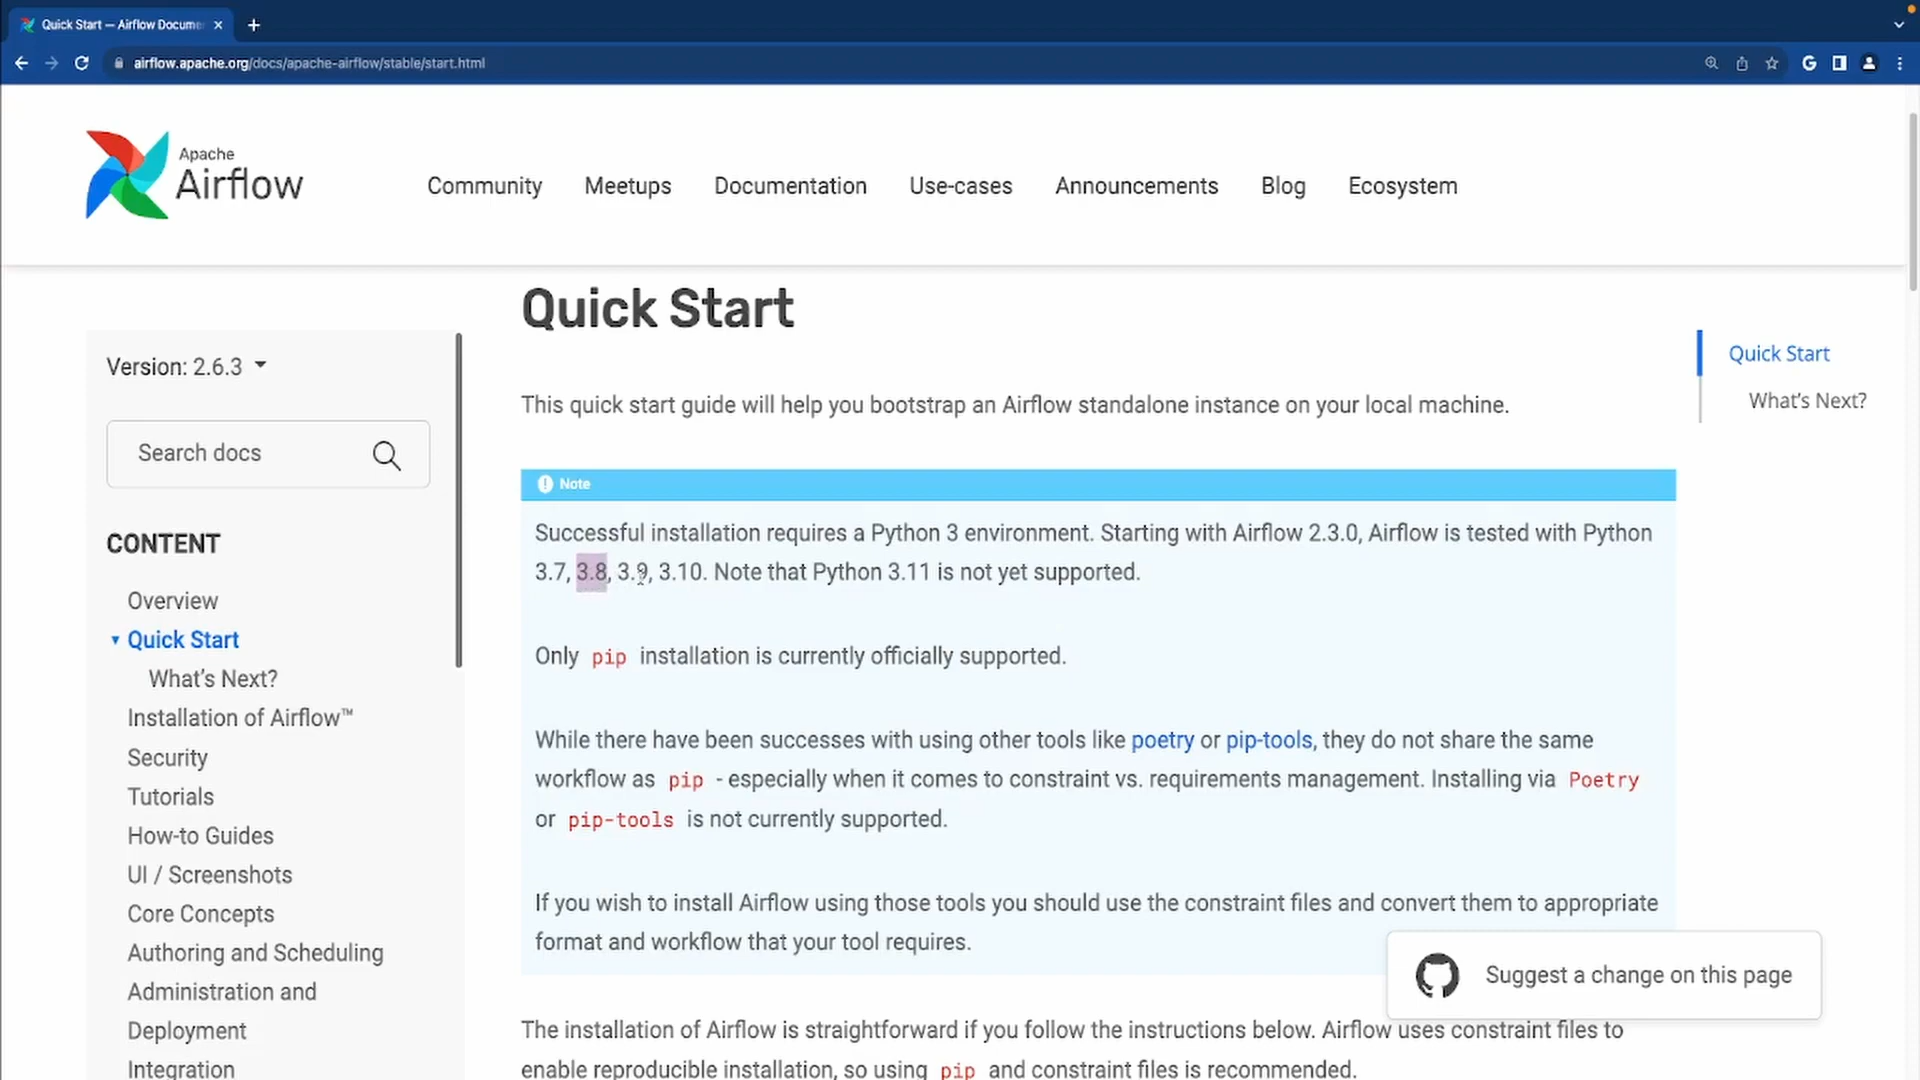 Quick Start — Airflow Docume
airflow.apache.org/docs/apache-airflow/stable/start.html
Apache
Airflow
Community Meetups Documentation Use-cases Announcements Blog Ecosystem
Version: 2.6.3
Search docs
CONTENT
Overview
Quick Start
What's Next?
Installation of Airflow™
Security
Tutorials
How-to Guides
UI / Screenshots
Core Concepts
Authoring and Scheduling
Administration and
Deployment
Integration
Quick Start
This quick start guide will help you bootstrap an Airflow standalone instance on your local machine.
Note
Successful installation requires a Python 3 environment. Starting with Airflow 2.3.0, Airflow is tested with Python
3.7, 3.8, 3.9, 3.10. Note that Python 3.11 is not yet supported.
Only pip installation is currently officially supported.
While there have been successes with using other tools like poetry or pip-tools, they do not share the same
workflow as pip - especially when it comes to constraint vs. requirements management. Installing via Poetry
or pip-tools is not currently supported.
If you wish to install Airflow using those tools you should use the constraint files and convert them to appropriate
format and workflow that your tool requires.
The installation of Airflow is straightforward if you follow the instructions below. Airflow uses constraint files to
enable reproducible installation, so using pip and constraint files is recommended.
Quick Start
What's Next?
Suggest a change on this page